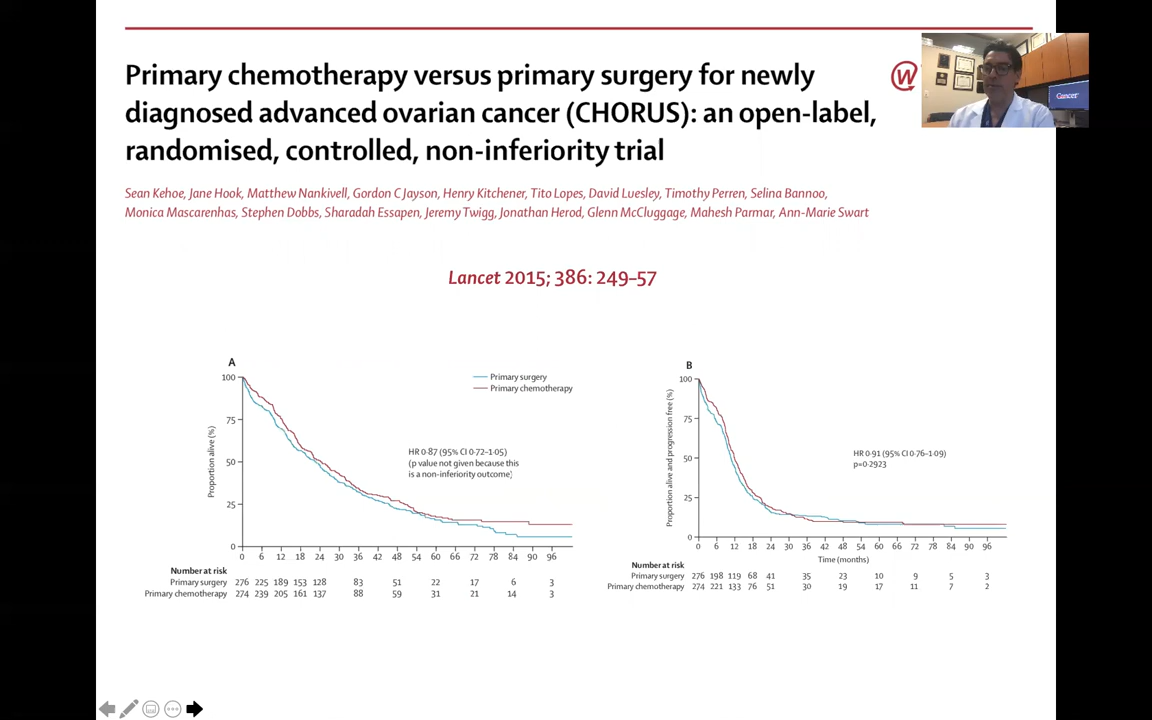 Primary chemotherapy versus primary surgery for newly
diagnosed advanced ovarian cancer (CHORUS): an open-label,
randomised, controlled, non-inferiority trial
W
Cancer
Sean Kehoe, Jane Hook, Matthew Nankivell, Gordon C Jayson, Henry Kitchener, Tito Lopes, David Luesley, Timothy Perren, Selina Bannoo,
Monica Mascarenhas, Stephen Dobbs, Sharadah Essapen, Jeremy Twigg, Jonathan Herod, Glenn McCluggage, Mahesh Parmar, Ann-Marie Swart
Lancet 2015; 386: 249–57
A
Primary surgery
Primary chemotherapy
HR 0·87 (95% CI 0·72–1·05)
(p value not given because this
is a non-inferiority outcome)
Proportion alive (%)
100
75
50
25
0
0 6 12 18 24 30 36 42 48 54 60 66 72 78 84 90 96
Number at risk
Primary surgery 276 225 189 153 128 83 51 22 17 6 3
Primary chemotherapy 274 239 205 161 137 88 59 31 21 14 3
B
HR 0·91 (95% CI 0·76–1·09)
p=0·2923
Proportion alive and progression free (%)
100
75
50
25
0
0 6 12 18 24 30 36 42 48 54 60 66 72 78 84 90 96
Time (months)
Number at risk
Primary surgery 276 198 119 68 41 35 23 10 9 5 3
Primary chemotherapy 274 221 133 76 51 30 19 17 11 7 2